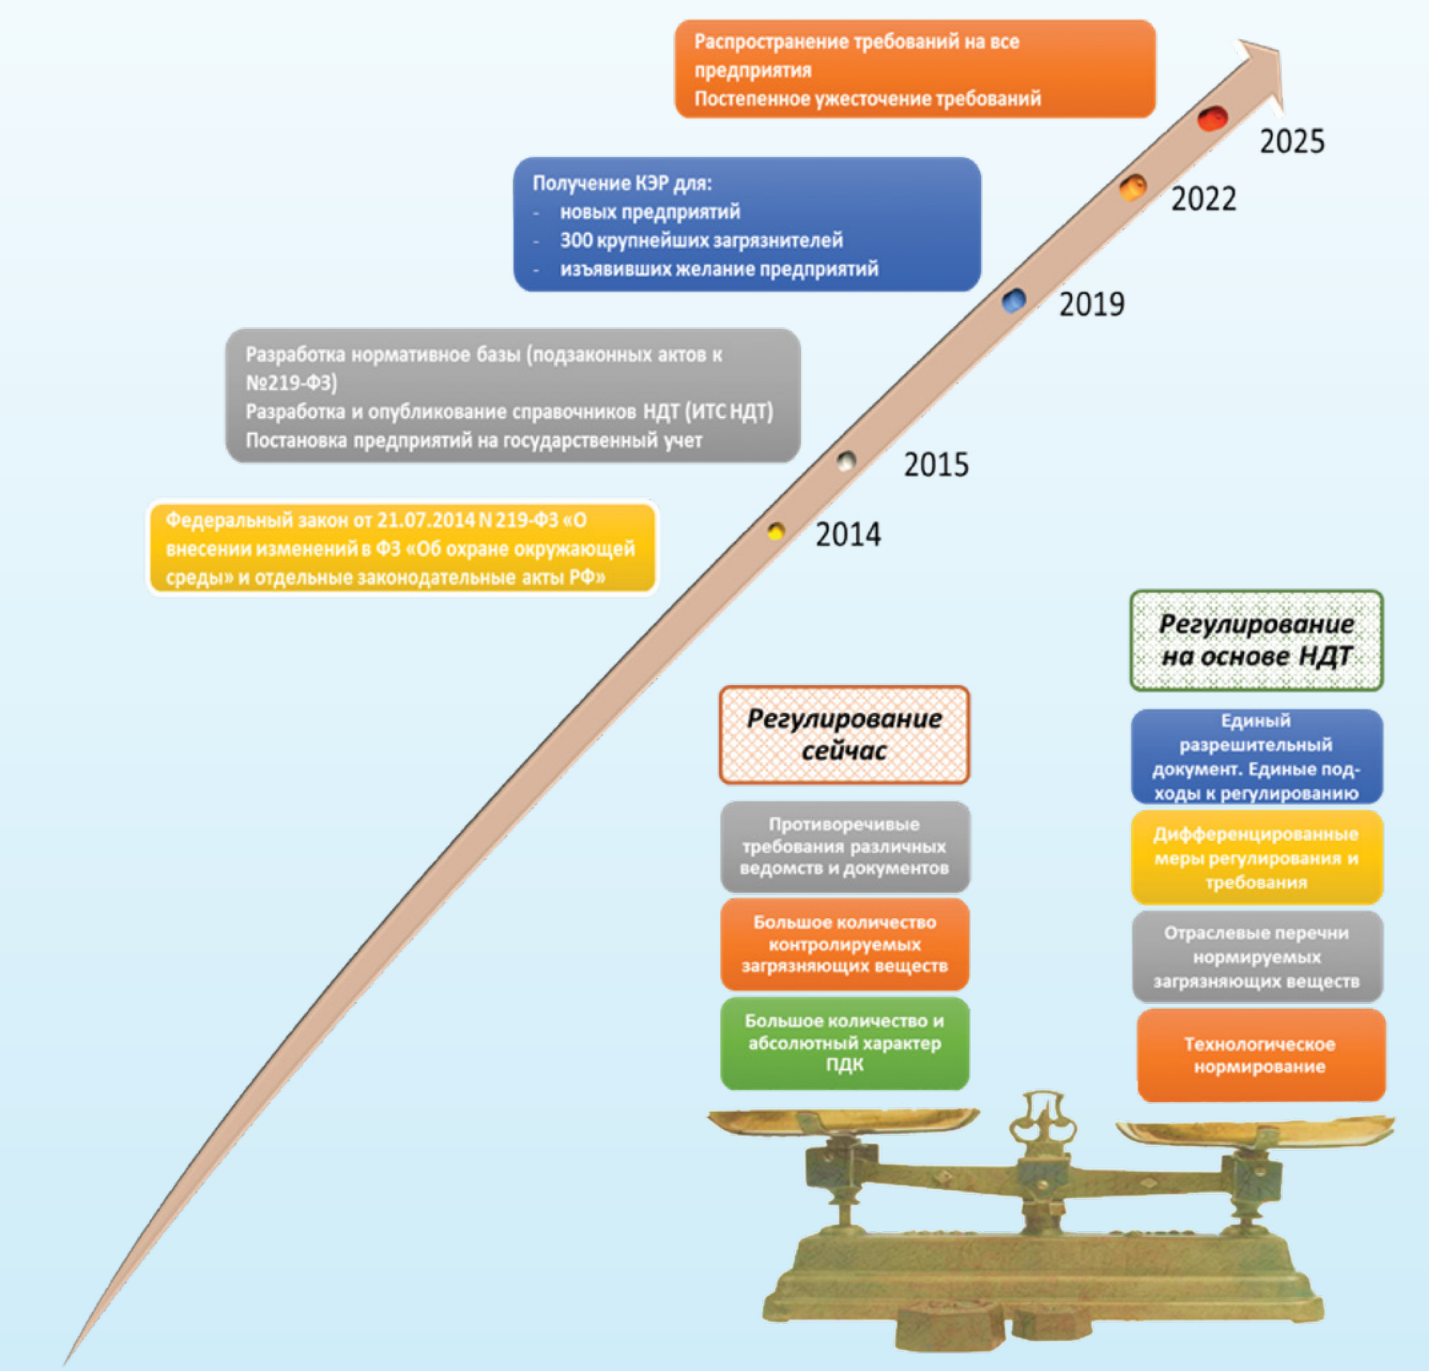 Распространение требований на все
предприятия
Постепенное ужесточение требований
2025
2022
Получение КЭР для:
- новых предприятий
- 300 крупнейших загрязнителей
- изъявивших желание предприятий
2019
Разработка нормативное базы (подзаконных актов к
№219-ФЗ)
Разработка и опубликование справочников НДТ (ИТС НДТ)
Постановка предприятий на государственный учет
2015
Федеральный закон от 21.07.2014 N 219-ФЗ «О
внесении изменений в ФЗ «Об охране окружающей
среды» и отдельные законодательные акты РФ»
2014
Регулирование
сейчас
Противоречивые
требования различных
ведомств и документов
Большое количество
контролируемых
загрязняющих веществ
Большое количество и
абсолютный характер
ПДК
Регулирование
на основе НДТ
Единый
разрешительный
документ. Единые под-
ходы к регулированию
Дифференцированные
меры регулирования и
требования
Отраслевые перечни
нормируемых
загрязняющих веществ
Технологическое
нормирование